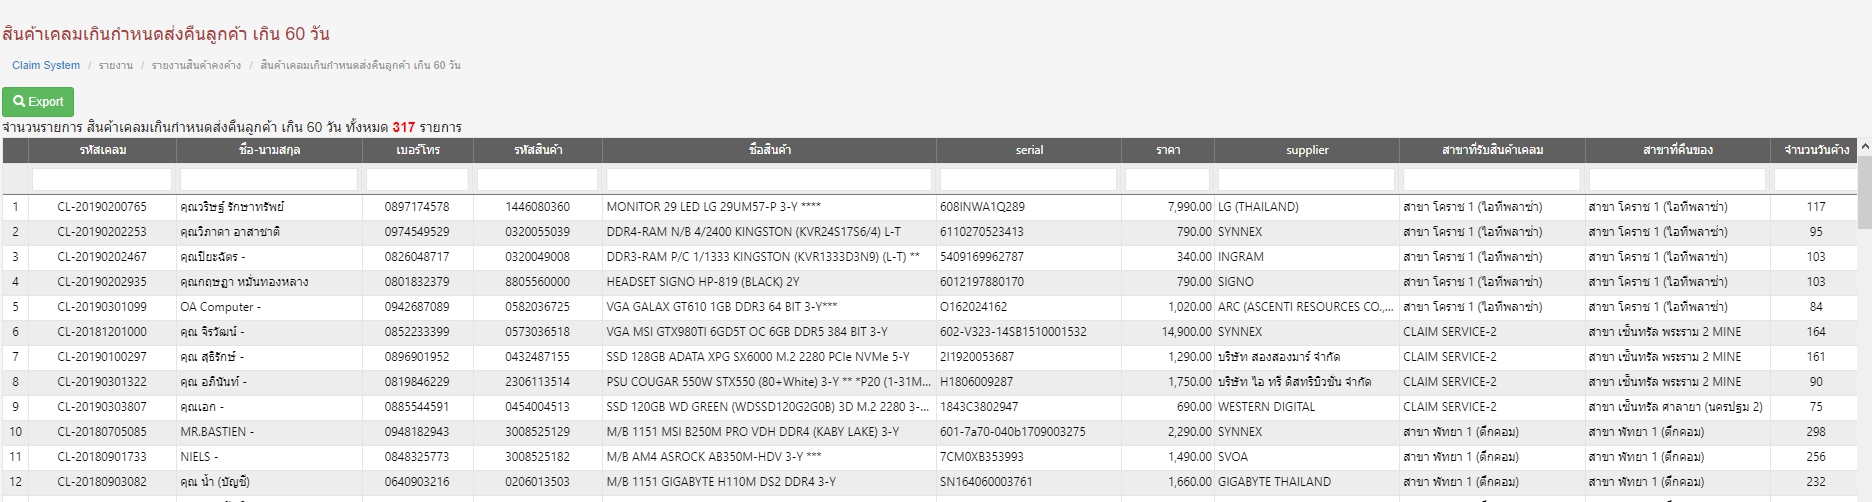 สินค้าเคลมเกินกำหนดส่งคืนลูกค้า เกิน 60 วัน
Claim System / รายงาน / รายงานสินค้าคงค้าง / สินค้าเคลมเกินกำหนดส่งคืนลูกค้า เกิน 60 วัน
Export
จำนวนรายการ สินค้าเคลมเกินกำหนดส่งคืนลูกค้า เกิน 60 วัน ทั้งหมด 317 รายการ
รหัสเคลม ชื่อ-นามสกุล เบอร์โทร รหัสสินค้า ชื่อสินค้า serial ราคา supplier สาขาที่รับสินค้าเคลม สาขาที่คืนของ จำนวนวันค้าง
1 CL-20190200765 คุณวริษฐ์ รักษาทรัพย์ 0897174578 1446080360 MONITOR 29 LED LG 29UM57-P 3-Y **** 608INWA1Q289 7,990.00 LG (THAILAND) สาขา โคราช 1 (ไอทีพลาซ่า) สาขา โคราช 1 (ไอทีพลาซ่า) 117
2 CL-20190202253 คุณวิภาดา อาสาชาติ 0974549529 0320055039 DDR4-RAM N/B 4/2400 KINGSTON (KVR24S17S6/4) L-T 6110270523413 790.00 SYNNEX สาขา โคราช 1 (ไอทีพลาซ่า) สาขา โคราช 1 (ไอทีพลาซ่า) 95
3 CL-20190202467 คุณปิยะฉัตร - 0826048717 0320049008 DDR3-RAM P/C 1/1333 KINGSTON (KVR1333D3N9) (L-T) ** 5409169962787 340.00 INGRAM สาขา โคราช 1 (ไอทีพลาซ่า) สาขา โคราช 1 (ไอทีพลาซ่า) 103
4 CL-20190202935 คุณกฤษฎา หมั่นทองหลาง 0801832379 8805560000 HEADSET SIGNO HP-819 (BLACK) 2Y 6012197880170 790.00 SIGNO สาขา โคราช 1 (ไอทีพลาซ่า) สาขา โคราช 1 (ไอทีพลาซ่า) 103
5 CL-20190301099 OA Computer - 0942687089 0582036725 VGA GALAX GT610 1GB DDR3 64 BIT 3-Y*** O162024162 1,020.00 ARC (ASCENTI RESOURCES CO.,... สาขา โคราช 1 (ไอทีพลาซ่า) สาขา โคราช 1 (ไอทีพลาซ่า) 84
6 CL-20181201000 คุณ จิรวัฒน์ - 0852233399 0573036518 VGA MSI GTX980TI 6GD5T OC 6GB DDR5 384 BIT 3-Y 602-V323-14SB1510001532 14,900.00 SYNNEX CLAIM SERVICE-2 สาขา เซ็นทรัล พระราม 2 MINE 164
7 CL-20190100297 คุณ สุธีรักษ์ - 0896901952 0432487155 SSD 128GB ADATA XPG SX6000 M.2 2280 PCIe NVMe 5-Y 2I1920053687 1,290.00 บริษัท สองสองมาร์ จำกัด CLAIM SERVICE-2 สาขา เซ็นทรัล พระราม 2 MINE 161
8 CL-20190301322 คุณ อภินันท์ - 0819846229 2306113514 PSU COUGAR 550W STX550 (80+White) 3-Y ** *P20 (1-31M... H1806009287 1,750.00 บริษัท ไอ ทรี ดิสทริบิวชั่น จำกัด CLAIM SERVICE-2 สาขา เซ็นทรัล พระราม 2 MINE 90
9 CL-20190303807 คุณเอก - 0885544591 0454004513 SSD 120GB WD GREEN (WDSSD120G2G0B) 3D M.2 2280 3-... 1843C3802947 690.00 WESTERN DIGITAL CLAIM SERVICE-2 สาขา เซ็นทรัล ศาลายา (นครปฐม 2) 75
10 CL-20180705085 MR.BASTIEN - 0948182943 3008525129 M/B 1151 MSI B250M PRO VDH DDR4 (KABY LAKE) 3-Y 601-7a70-040b1709003275 2,290.00 SYNNEX สาขา พัทยา 1 (ตึกคอม) สาขา พัทยา 1 (ตึกคอม) 298
11 CL-20180901733 NIELS - 0848325773 3008525182 M/B AM4 ASROCK AB350M-HDV 3-Y *** 7CM0XB353993 1,490.00 SVOA สาขา พัทยา 1 (ตึกคอม) สาขา พัทยา 1 (ตึกคอม) 256
12 CL-20180903082 คุณ น้ำ (บัญชี) 0640903216 0206013503 M/B 1151 GIGABYTE H110M DS2 DDR4 3-Y SN164060003761 1,660.00 GIGABYTE THAILAND สาขา พัทยา 1 (ตึกคอม) สาขา พัทยา 1 (ตึกคอม) 232